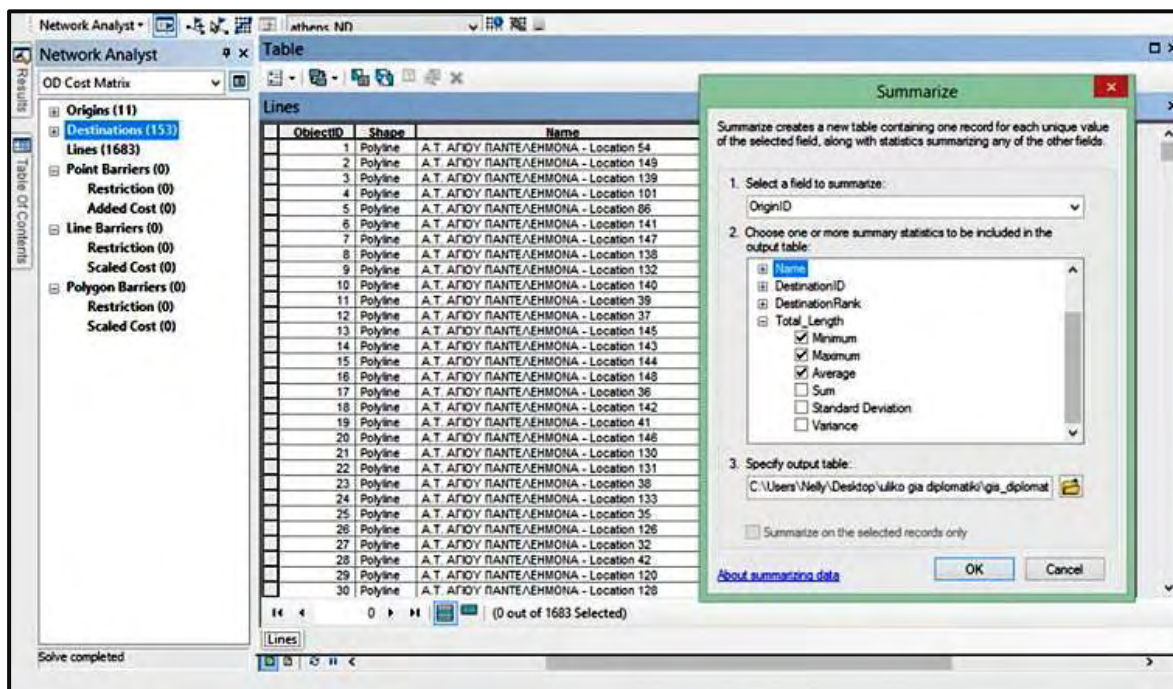 Network Analyst
athens_ND
Results
Table Of Contents
Network Analyst
OD Cost Matrix
Origins (11)
Destinations (153)
Lines (1683)
Point Barriers (0)
Restriction (0)
Added Cost (0)
Line Barriers (0)
Restriction (0)
Scaled Cost (0)
Polygon Barriers (0)
Restriction (0)
Scaled Cost (0)
Solve completed
Table
Lines
ObjectID Shape Name
1 Polyline Α.Τ. ΑΓΙΟΥ ΠΑΝΤΕΛΕΗΜΟΝΑ - Location 54
2 Polyline Α.Τ. ΑΓΙΟΥ ΠΑΝΤΕΛΕΗΜΟΝΑ - Location 149
3 Polyline Α.Τ. ΑΓΙΟΥ ΠΑΝΤΕΛΕΗΜΟΝΑ - Location 139
4 Polyline Α.Τ. ΑΓΙΟΥ ΠΑΝΤΕΛΕΗΜΟΝΑ - Location 101
5 Polyline Α.Τ. ΑΓΙΟΥ ΠΑΝΤΕΛΕΗΜΟΝΑ - Location 86
6 Polyline Α.Τ. ΑΓΙΟΥ ΠΑΝΤΕΛΕΗΜΟΝΑ - Location 141
7 Polyline Α.Τ. ΑΓΙΟΥ ΠΑΝΤΕΛΕΗΜΟΝΑ - Location 147
8 Polyline Α.Τ. ΑΓΙΟΥ ΠΑΝΤΕΛΕΗΜΟΝΑ - Location 138
9 Polyline Α.Τ. ΑΓΙΟΥ ΠΑΝΤΕΛΕΗΜΟΝΑ - Location 132
10 Polyline Α.Τ. ΑΓΙΟΥ ΠΑΝΤΕΛΕΗΜΟΝΑ - Location 140
11 Polyline Α.Τ. ΑΓΙΟΥ ΠΑΝΤΕΛΕΗΜΟΝΑ - Location 39
12 Polyline Α.Τ. ΑΓΙΟΥ ΠΑΝΤΕΛΕΗΜΟΝΑ - Location 37
13 Polyline Α.Τ. ΑΓΙΟΥ ΠΑΝΤΕΛΕΗΜΟΝΑ - Location 145
14 Polyline Α.Τ. ΑΓΙΟΥ ΠΑΝΤΕΛΕΗΜΟΝΑ - Location 143
15 Polyline Α.Τ. ΑΓΙΟΥ ΠΑΝΤΕΛΕΗΜΟΝΑ - Location 144
16 Polyline Α.Τ. ΑΓΙΟΥ ΠΑΝΤΕΛΕΗΜΟΝΑ - Location 148
17 Polyline Α.Τ. ΑΓΙΟΥ ΠΑΝΤΕΛΕΗΜΟΝΑ - Location 36
18 Polyline Α.Τ. ΑΓΙΟΥ ΠΑΝΤΕΛΕΗΜΟΝΑ - Location 142
19 Polyline Α.Τ. ΑΓΙΟΥ ΠΑΝΤΕΛΕΗΜΟΝΑ - Location 41
20 Polyline Α.Τ. ΑΓΙΟΥ ΠΑΝΤΕΛΕΗΜΟΝΑ - Location 146
21 Polyline Α.Τ. ΑΓΙΟΥ ΠΑΝΤΕΛΕΗΜΟΝΑ - Location 130
22 Polyline Α.Τ. ΑΓΙΟΥ ΠΑΝΤΕΛΕΗΜΟΝΑ - Location 131
23 Polyline Α.Τ. ΑΓΙΟΥ ΠΑΝΤΕΛΕΗΜΟΝΑ - Location 38
24 Polyline Α.Τ. ΑΓΙΟΥ ΠΑΝΤΕΛΕΗΜΟΝΑ - Location 133
25 Polyline Α.Τ. ΑΓΙΟΥ ΠΑΝΤΕΛΕΗΜΟΝΑ - Location 35
26 Polyline Α.Τ. ΑΓΙΟΥ ΠΑΝΤΕΛΕΗΜΟΝΑ - Location 126
27 Polyline Α.Τ. ΑΓΙΟΥ ΠΑΝΤΕΛΕΗΜΟΝΑ - Location 32
28 Polyline Α.Τ. ΑΓΙΟΥ ΠΑΝΤΕΛΕΗΜΟΝΑ - Location 42
29 Polyline Α.Τ. ΑΓΙΟΥ ΠΑΝΤΕΛΕΗΜΟΝΑ - Location 120
30 Polyline Α.Τ. ΑΓΙΟΥ ΠΑΝΤΕΛΕΗΜΟΝΑ - Location 128
0 (0 out of 1683 Selected)
Lines
Summarize
Summarize creates a new table containing one record for each unique value
of the selected field, along with statistics summarizing any of the other fields.
1. Select a field to summarize:
OriginID
2. Choose one or more summary statistics to be included in the
output table:
Name
DestinationID
DestinationRank
Total_Length
Minimum
Maximum
Average
Sum
Standard Deviation
Variance
3. Specify output table:
C:\Users\Nelly\Desktop\uliko gia diplomatiki\gis_diplomat
Summarize on the selected records only
About summarizing data
OK
Cancel